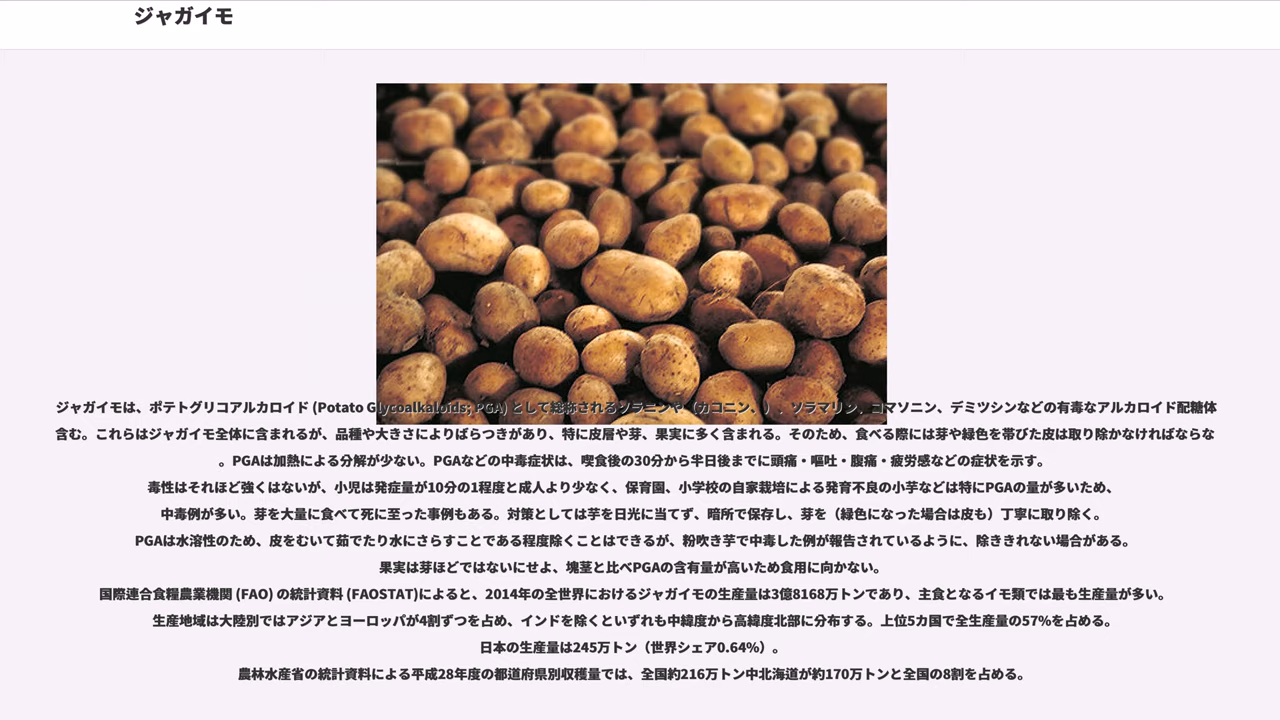 ジャガイモ
ジャガイモは、ポテトグリコアルカロイド (Potato Glycoalkaloids; PGA) として総称されるソラニンや（カコニン、）、ソラマリン、コマソニン、デミツシンなどの有毒なアルカロイド配糖体
含む。これらはジャガイモ全体に含まれるが、品種や大きさによりばらつきがあり、特に皮層や芽、果実に多く含まれる。そのため、食べる際には芽や緑色を帯びた皮は取り除かなければならな
。PGAは加熱による分解が少ない。PGAなどの中毒症状は、喫食後の30分から半日後までに頭痛・嘔吐・腹痛・疲労感などの症状を示す。
毒性はそれほど強くはないが、小児は発症量が10分の1程度と成人より少なく、保育園、小学校の自家栽培による発育不良の小芋などは特にPGAの量が多いため、
中毒例が多い。芽を大量に食べて死に至った事例もある。対策としては芋を日光に当てず、暗所で保存し、芽を（緑色になった場合は皮も）丁寧に取り除く。
PGAは水溶性のため、皮をむいて茹でたり水にさらすことである程度除くことはできるが、粉吹き芋で中毒した例が報告されているように、除ききれない場合がある。
果実は芽ほどではないにせよ、塊茎と比べPGAの含有量が高いため食用に向かない。
国際連合食糧農業機関 (FAO) の統計資料 (FAOSTAT)によると、2014年の全世界におけるジャガイモの生産量は3億8168万トンであり、主食となるイモ類では最も生産量が多い。
生産地域は大陸別ではアジアとヨーロッパが4割ずつを占め、インドを除くといずれも中緯度から高緯度北部に分布する。上位5カ国で全生産量の57%を占める。
日本の生産量は245万トン（世界シェア0.64%）。
農林水産省の統計資料による平成28年度の都道府県別収穫量では、全国約216万トン中北海道が約170万トンと全国の8割を占める。